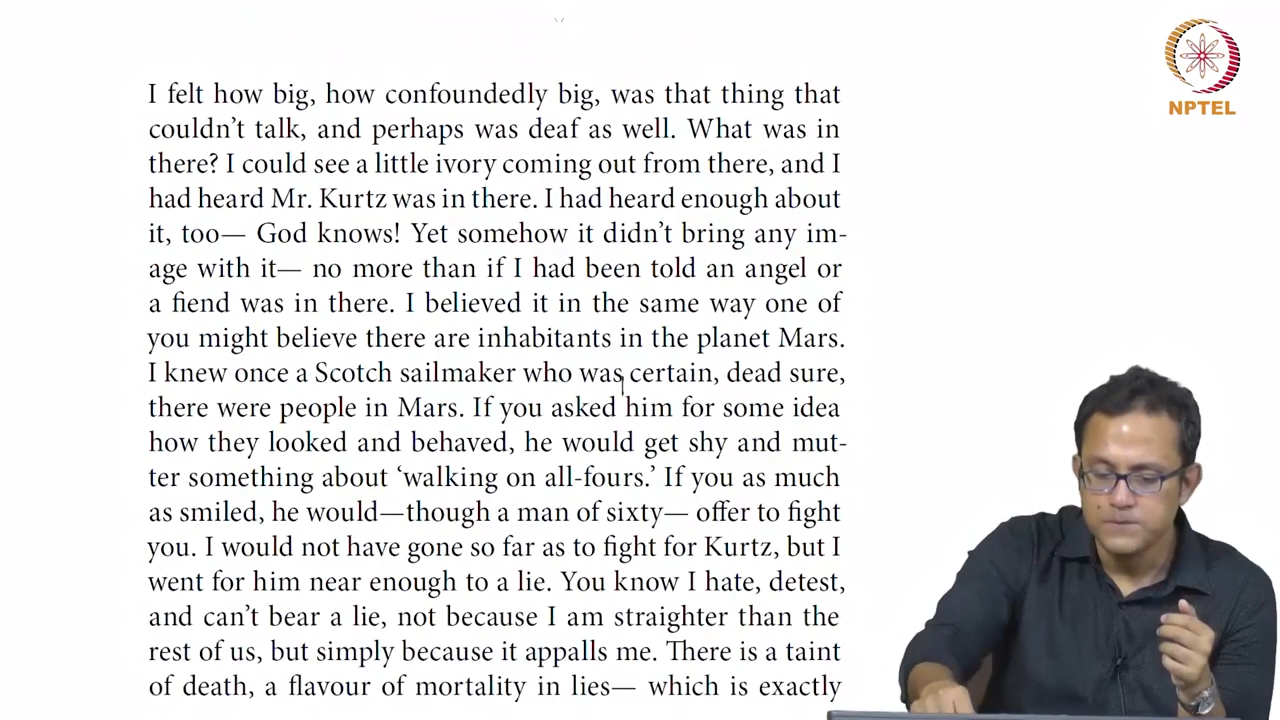 NPTEL
I felt how big, how confoundedly big, was that thing that
couldn’t talk, and perhaps was deaf as well. What was in
there? I could see a little ivory coming out from there, and I
had heard Mr. Kurtz was in there. I had heard enough about
it, too— God knows! Yet somehow it didn’t bring any im-
age with it— no more than if I had been told an angel or
a fiend was in there. I believed it in the same way one of
you might believe there are inhabitants in the planet Mars.
I knew once a Scotch sailmaker who was certain, dead sure,
there were people in Mars. If you asked him for some idea
how they looked and behaved, he would get shy and mut-
ter something about ‘walking on all-fours.’ If you as much
as smiled, he would—though a man of sixty— offer to fight
you. I would not have gone so far as to fight for Kurtz, but I
went for him near enough to a lie. You know I hate, detest,
and can’t bear a lie, not because I am straighter than the
rest of us, but simply because it appalls me. There is a taint
of death, a flavour of mortality in lies— which is exactly